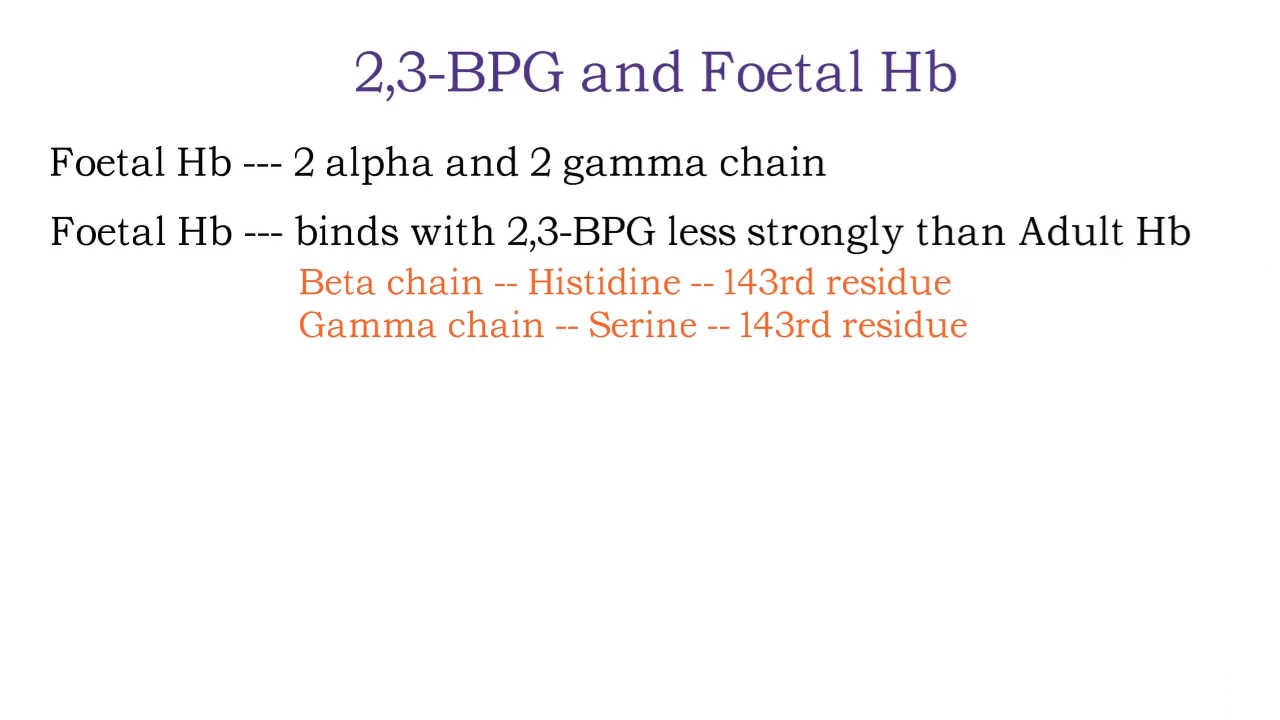 2,3-BPG and Foetal Hb
Foetal Hb --- 2 alpha and 2 gamma chain
Foetal Hb --- binds with 2,3-BPG less strongly than Adult Hb
Beta chain -- Histidine -- 143rd residue
Gamma chain -- Serine -- 143rd residue